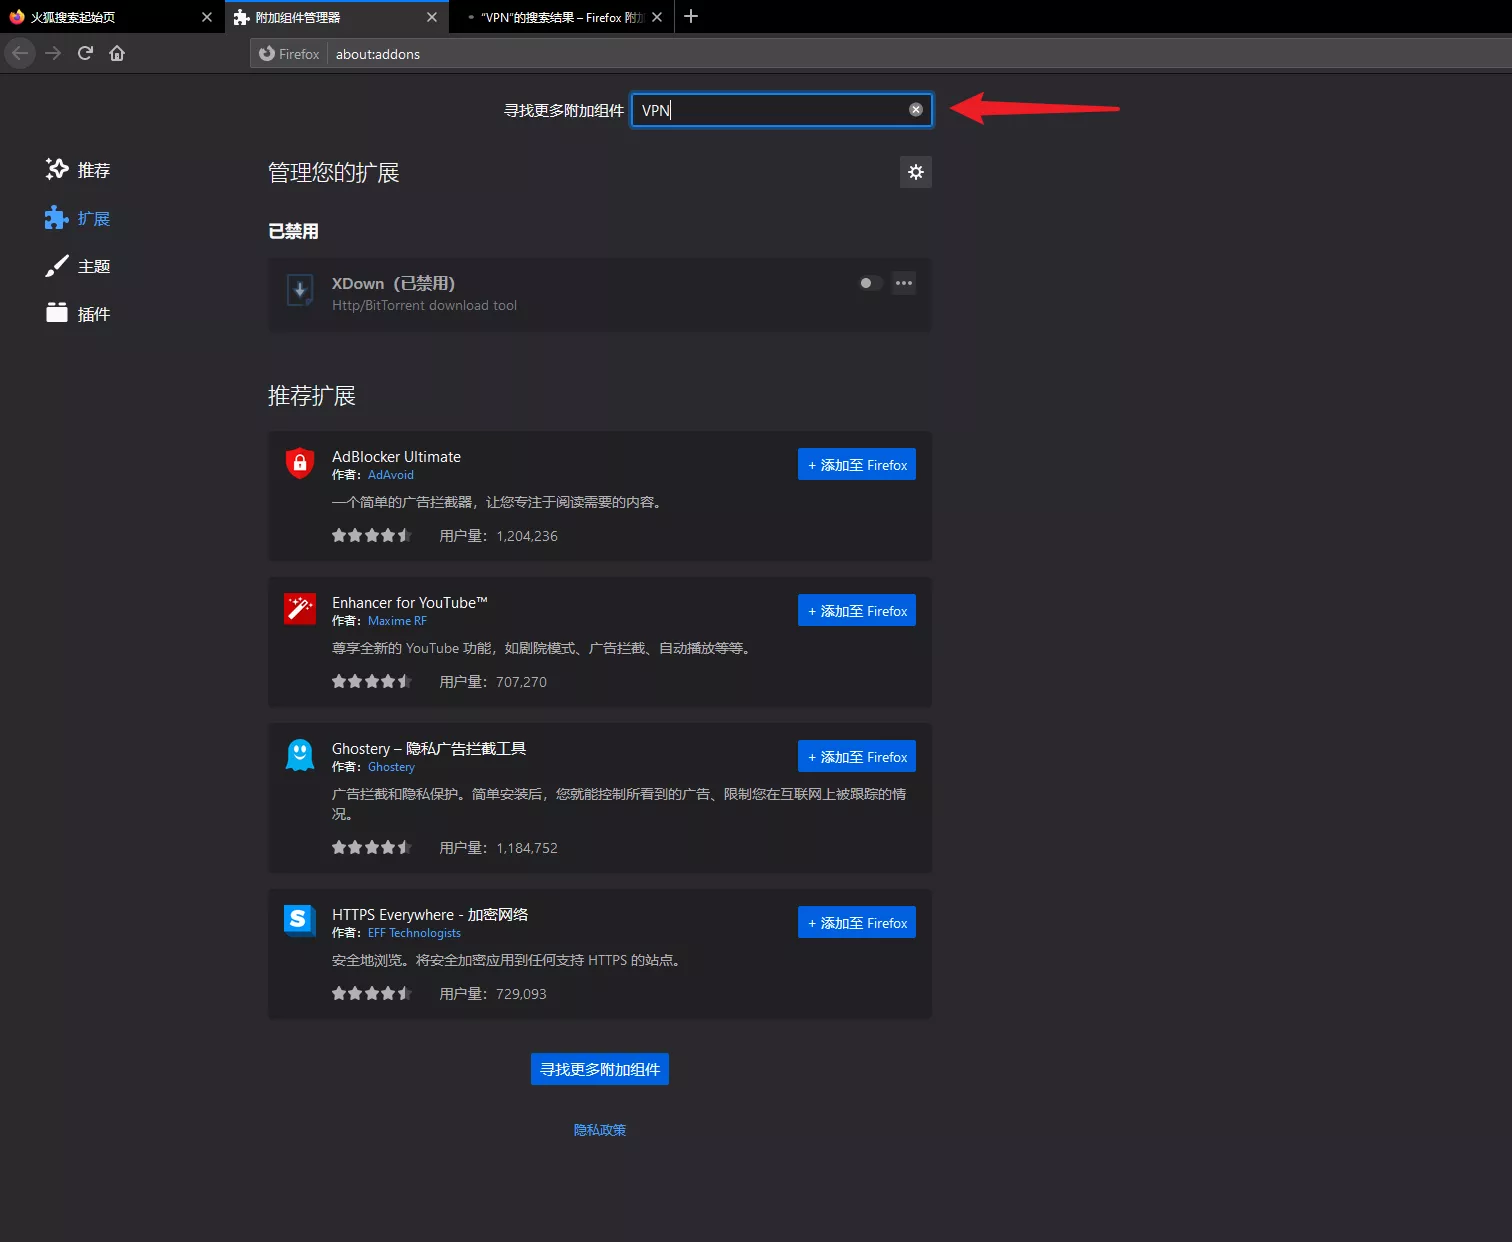 火狐搜索起始页
附加组件管理器
“VPN”的搜索结果 – Firefox 附加
Firefox
about:addons
寻找更多附加组件
VPN
推荐
扩展
主题
插件
管理您的扩展
已禁用
XDown（已禁用）
Http/BitTorrent download tool
推荐扩展
AdBlocker Ultimate
作者：AdAvoid
一个简单的广告拦截器，让您专注于阅读需要的内容。
用户量：1,204,236
+ 添加至 Firefox
Enhancer for YouTube™
作者：Maxime RF
尊享全新的 YouTube 功能，如剧院模式、广告拦截、自动播放等等。
用户量：707,270
+ 添加至 Firefox
Ghostery – 隐私广告拦截工具
作者：Ghostery
广告拦截和隐私保护。简单安装后，您就能控制所看到的广告、限制您在互联网上被跟踪的情
况。
用户量：1,184,752
+ 添加至 Firefox
HTTPS Everywhere - 加密网络
作者：EFF Technologists
安全地浏览。将安全加密应用到任何支持 HTTPS 的站点。
用户量：729,093
+ 添加至 Firefox
寻找更多附加组件
隐私政策